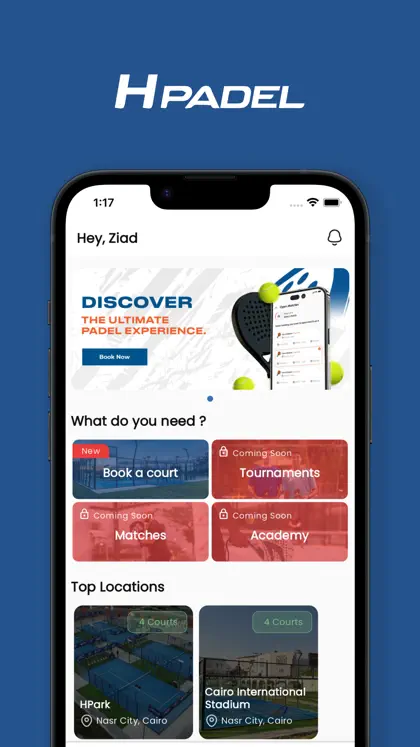 H PADEL
1:17
Hey, Ziad
DISCOVER
THE ULTIMATE
PADEL EXPERIENCE.
Book Now
What do you need ?
New
Book a court
Coming Soon
Tournaments
Coming Soon
Matches
Coming Soon
Academy
Top Locations
4 Courts
HPark
Nasr City, Cairo
4 Courts
Cairo International
Stadium
Nasr City, Cairo